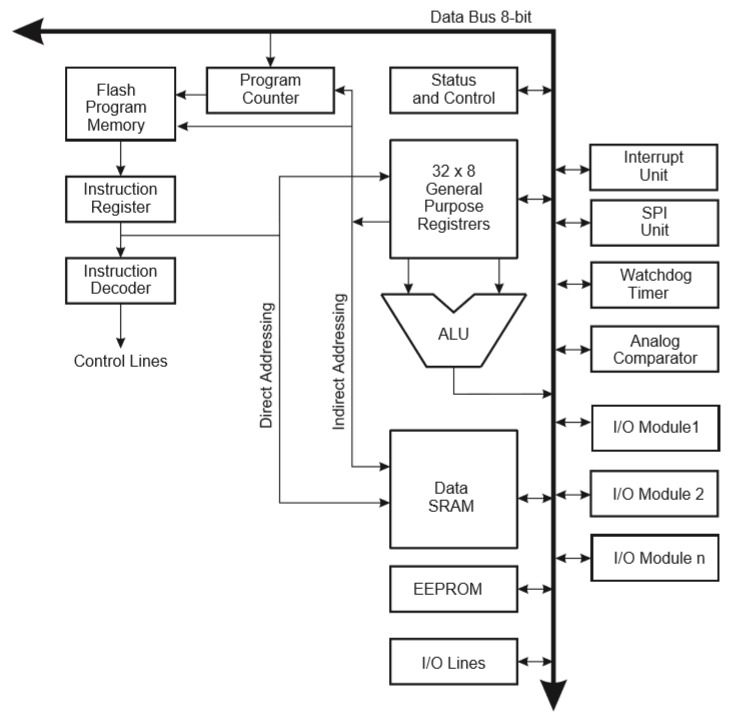 Data Bus 8-bit
Flash
Program
Memory
Program
Counter
Status
and Control
32 x 8
General
Purpose
Registrers
Interrupt
Unit
Instruction
Register
SPI
Unit
Instruction
Decoder
Watchdog
Timer
Control Lines
Direct Addressing
Indirect Addressing
ALU
Analog
Comparator
I/O Module1
Data
SRAM
I/O Module 2
I/O Module n
EEPROM
I/O Lines